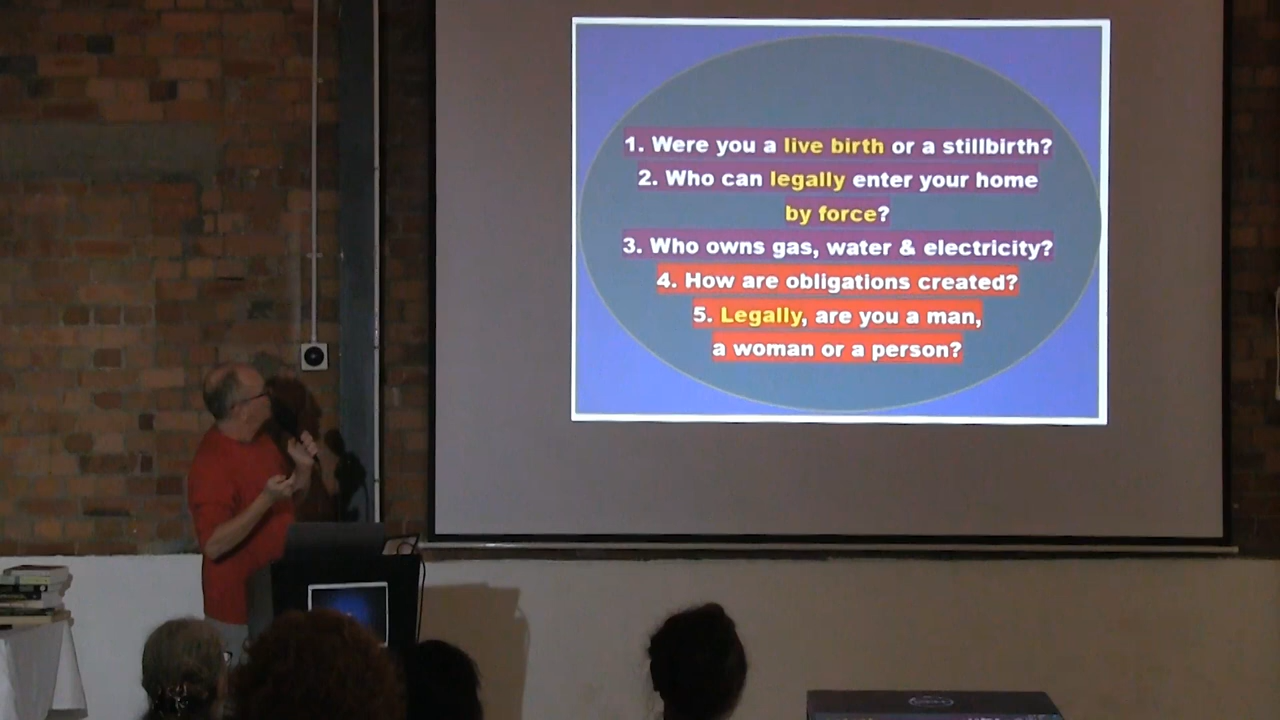 1. Were you a live birth or a stillbirth?
2. Who can legally enter your home
by force?
3. Who owns gas, water & electricity?
4. How are obligations created?
5. Legally, are you a man,
a woman or a person?